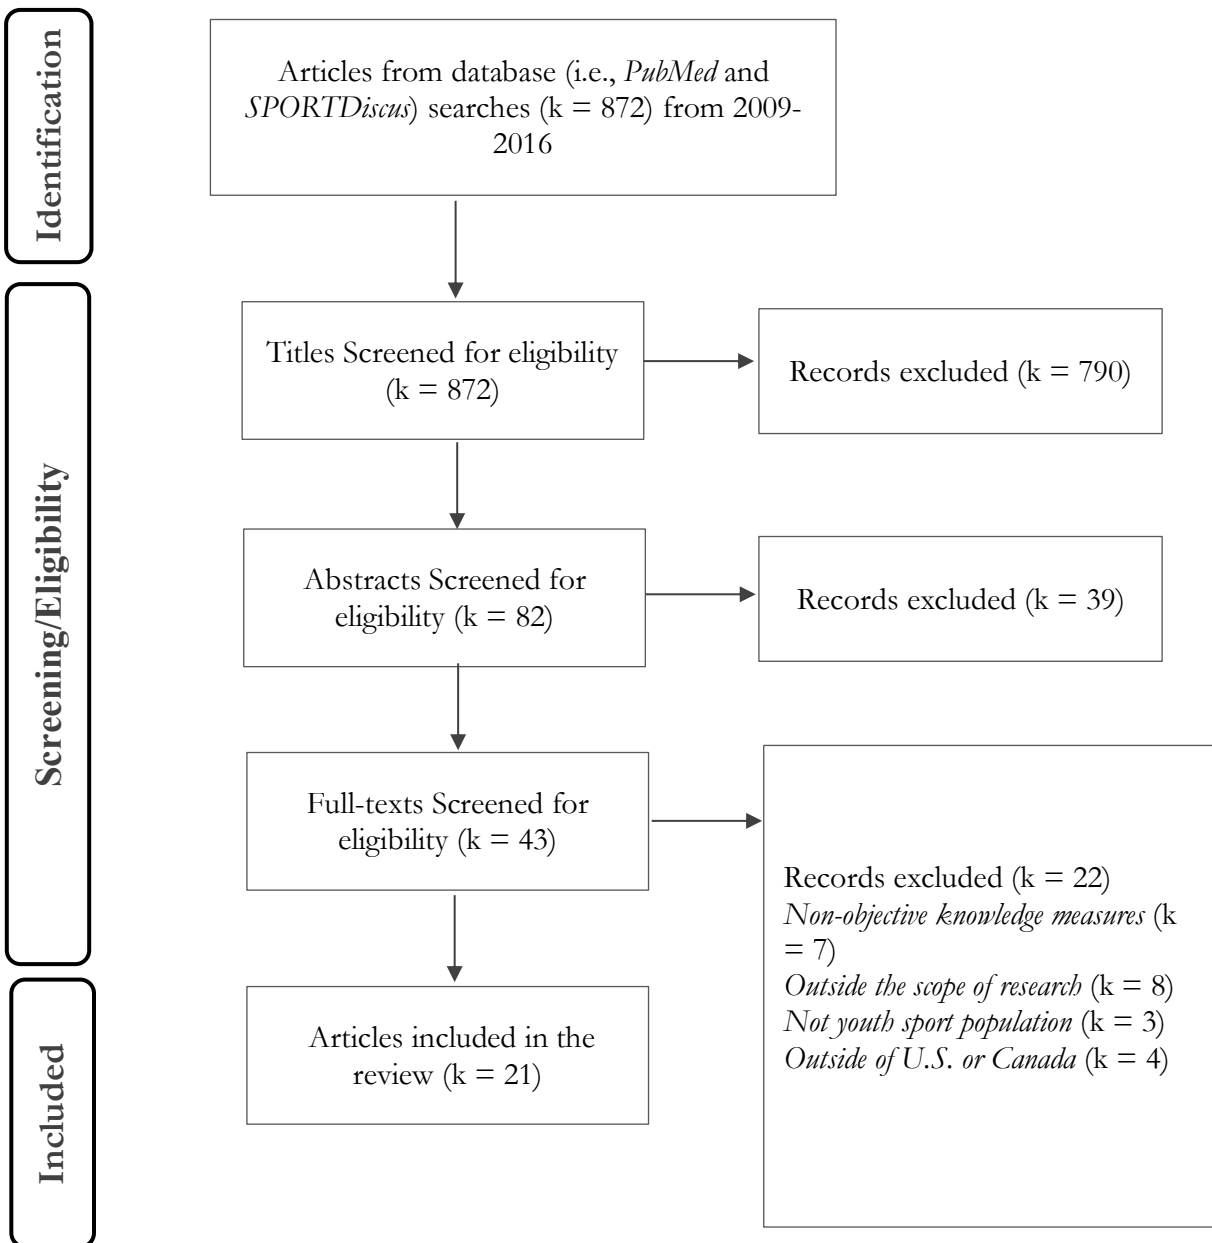 Identification
Articles from database (i.e., PubMed and
SPORTDiscus) searches (k = 872) from 2009-
2016
Screening/Eligibility
Titles Screened for eligibility
(k = 872)
Records excluded (k = 790)
Abstracts Screened for
eligibility (k = 82)
Records excluded (k = 39)
Full-texts Screened for
eligibility (k = 43)
Records excluded (k = 22)
Non-objective knowledge measures (k
= 7)
Outside the scope of research (k = 8)
Not youth sport population (k = 3)
Outside of U.S. or Canada (k = 4)
Included
Articles included in the
review (k = 21)